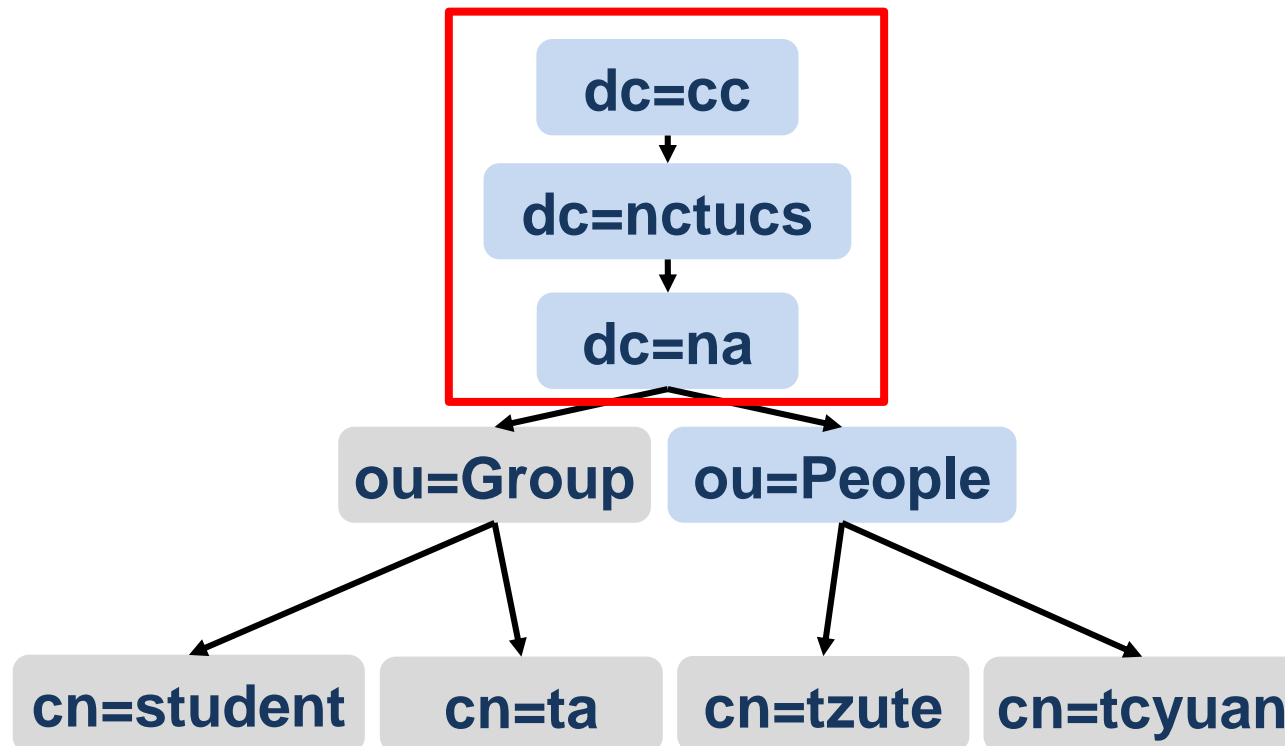 dc=cc
dc=nctucs
dc=na
ou=Group
ou=People
cn=student
cn=ta
cn=tzute
cn=tcyuan